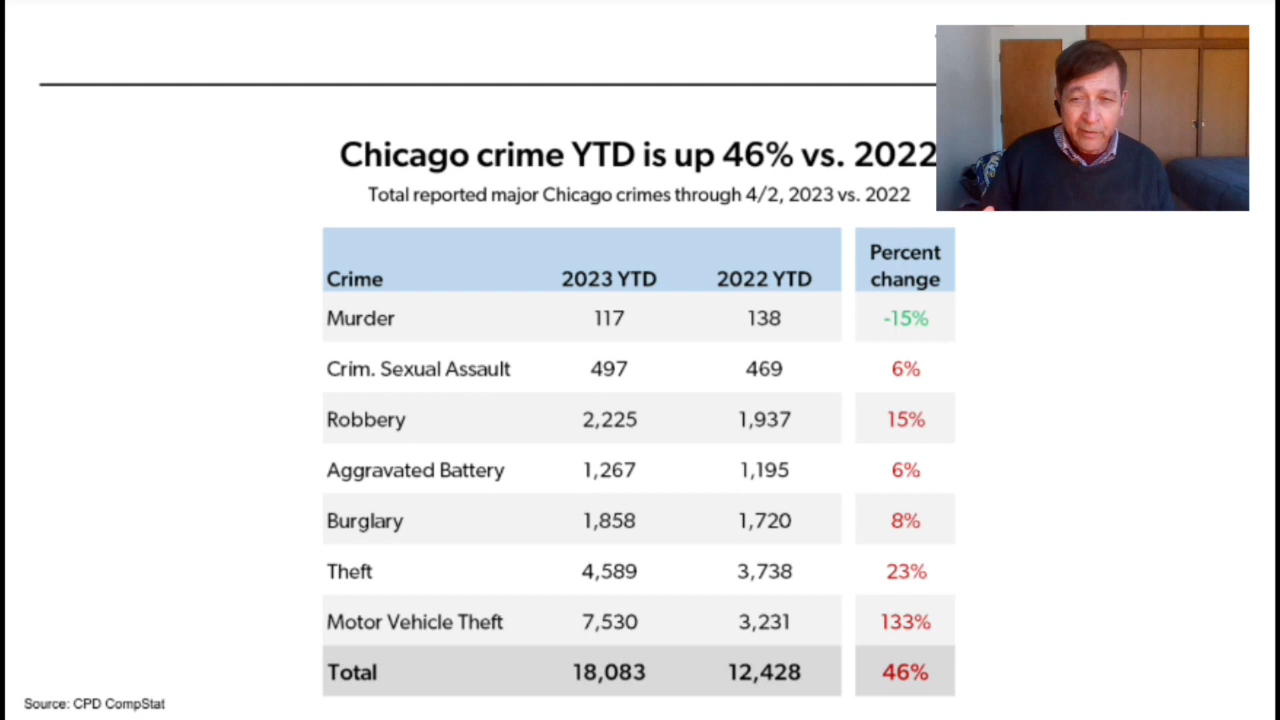 Chicago crime YTD is up 46% vs. 2022
Total reported major Chicago crimes through 4/2, 2023 vs. 2022
Crime 2023 YTD 2022 YTD Percent change
Murder 117 138 -15%
Crim. Sexual Assault 497 469 6%
Robbery 2,225 1,937 15%
Aggravated Battery 1,267 1,195 6%
Burglary 1,858 1,720 8%
Theft 4,589 3,738 23%
Motor Vehicle Theft 7,530 3,231 133%
Total 18,083 12,428 46%
Source: CPD CompStat